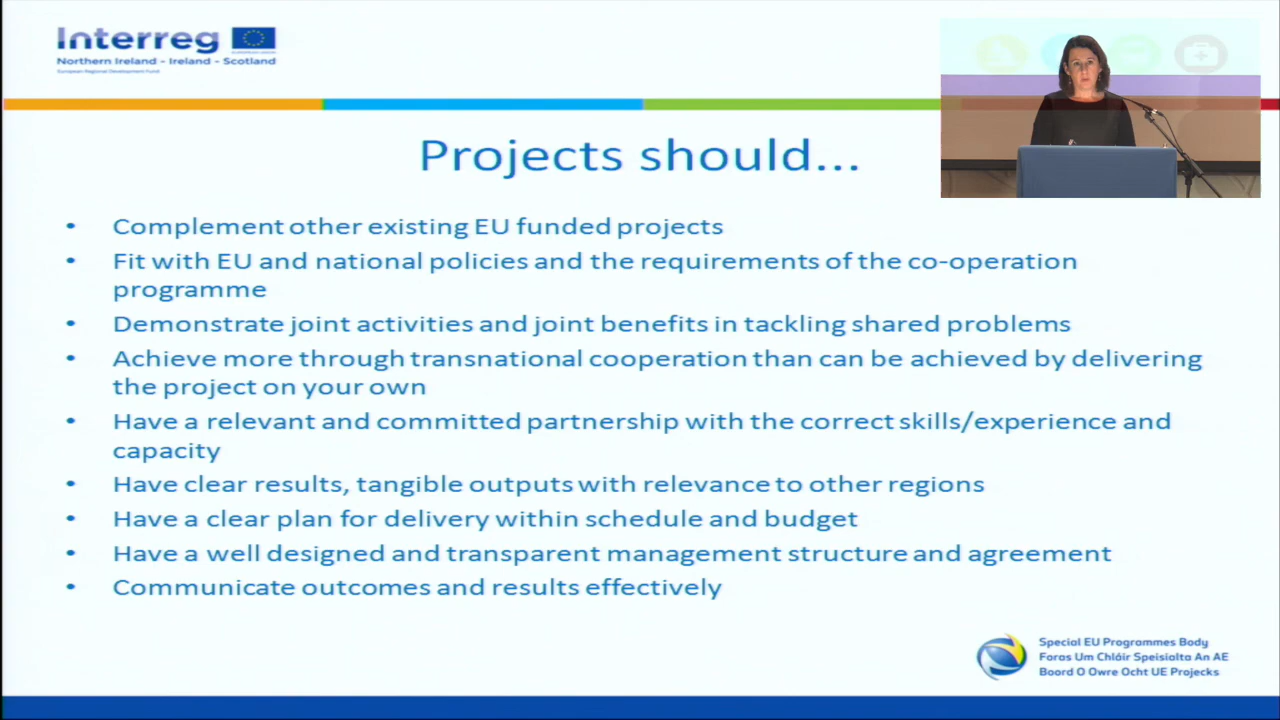 Interreg
Northern Ireland - Ireland - Scotland
European Regional Development Fund
Projects should...
• Complement other existing EU funded projects
• Fit with EU and national policies and the requirements of the co-operation
programme
• Demonstrate joint activities and joint benefits in tackling shared problems
• Achieve more through transnational cooperation than can be achieved by delivering
the project on your own
• Have a relevant and committed partnership with the correct skills/experience and
capacity
• Have clear results, tangible outputs with relevance to other regions
• Have a clear plan for delivery within schedule and budget
• Have a well designed and transparent management structure and agreement
• Communicate outcomes and results effectively
Special EU Programmes Body
Foras Um Chláir Speisialta An AE
Boord O Owre Ocht UE Projecks